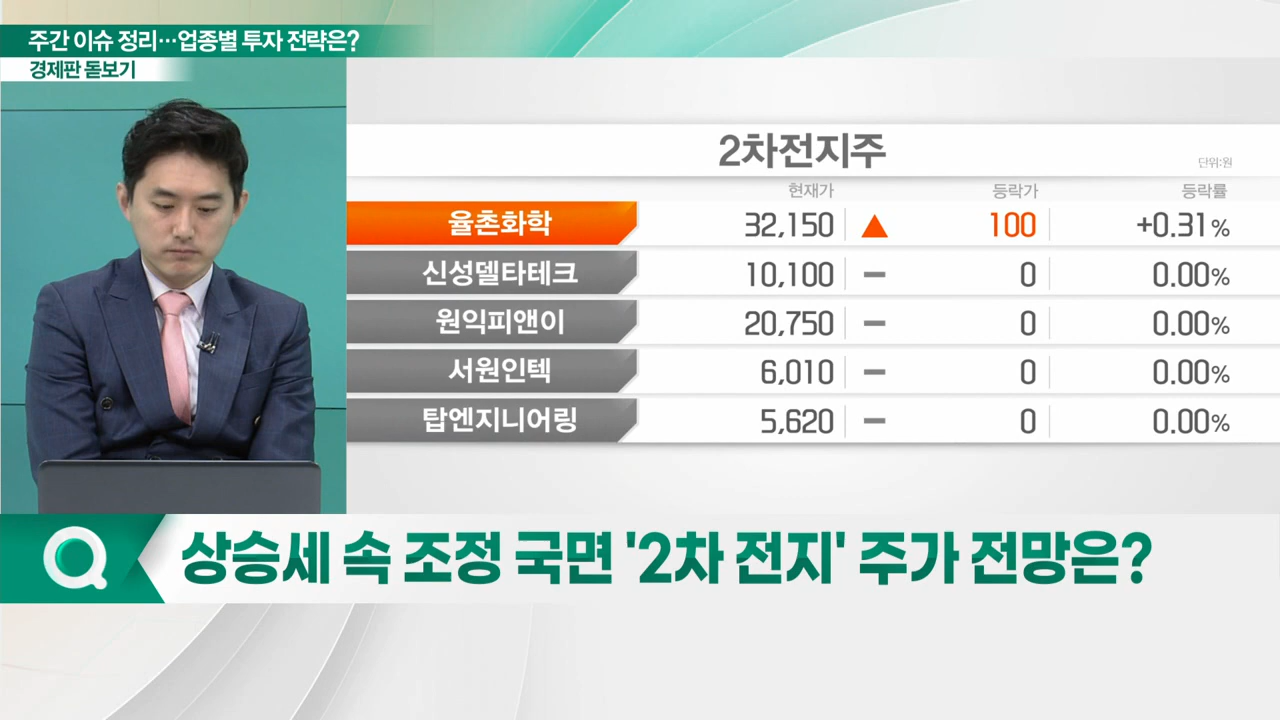 주간 이슈 정리…업종별 투자 전략은?
경제판 돋보기
2차전지주
단위:원
현재가 등락가 등락률
율촌화학 32,150 ▲ 100 +0.31%
신성델타테크 10,100 – 0 0.00%
원익피앤이 20,750 – 0 0.00%
서원인텍 6,010 – 0 0.00%
탑엔지니어링 5,620 – 0 0.00%
Q 상승세 속 조정 국면 '2차 전지' 주가 전망은?